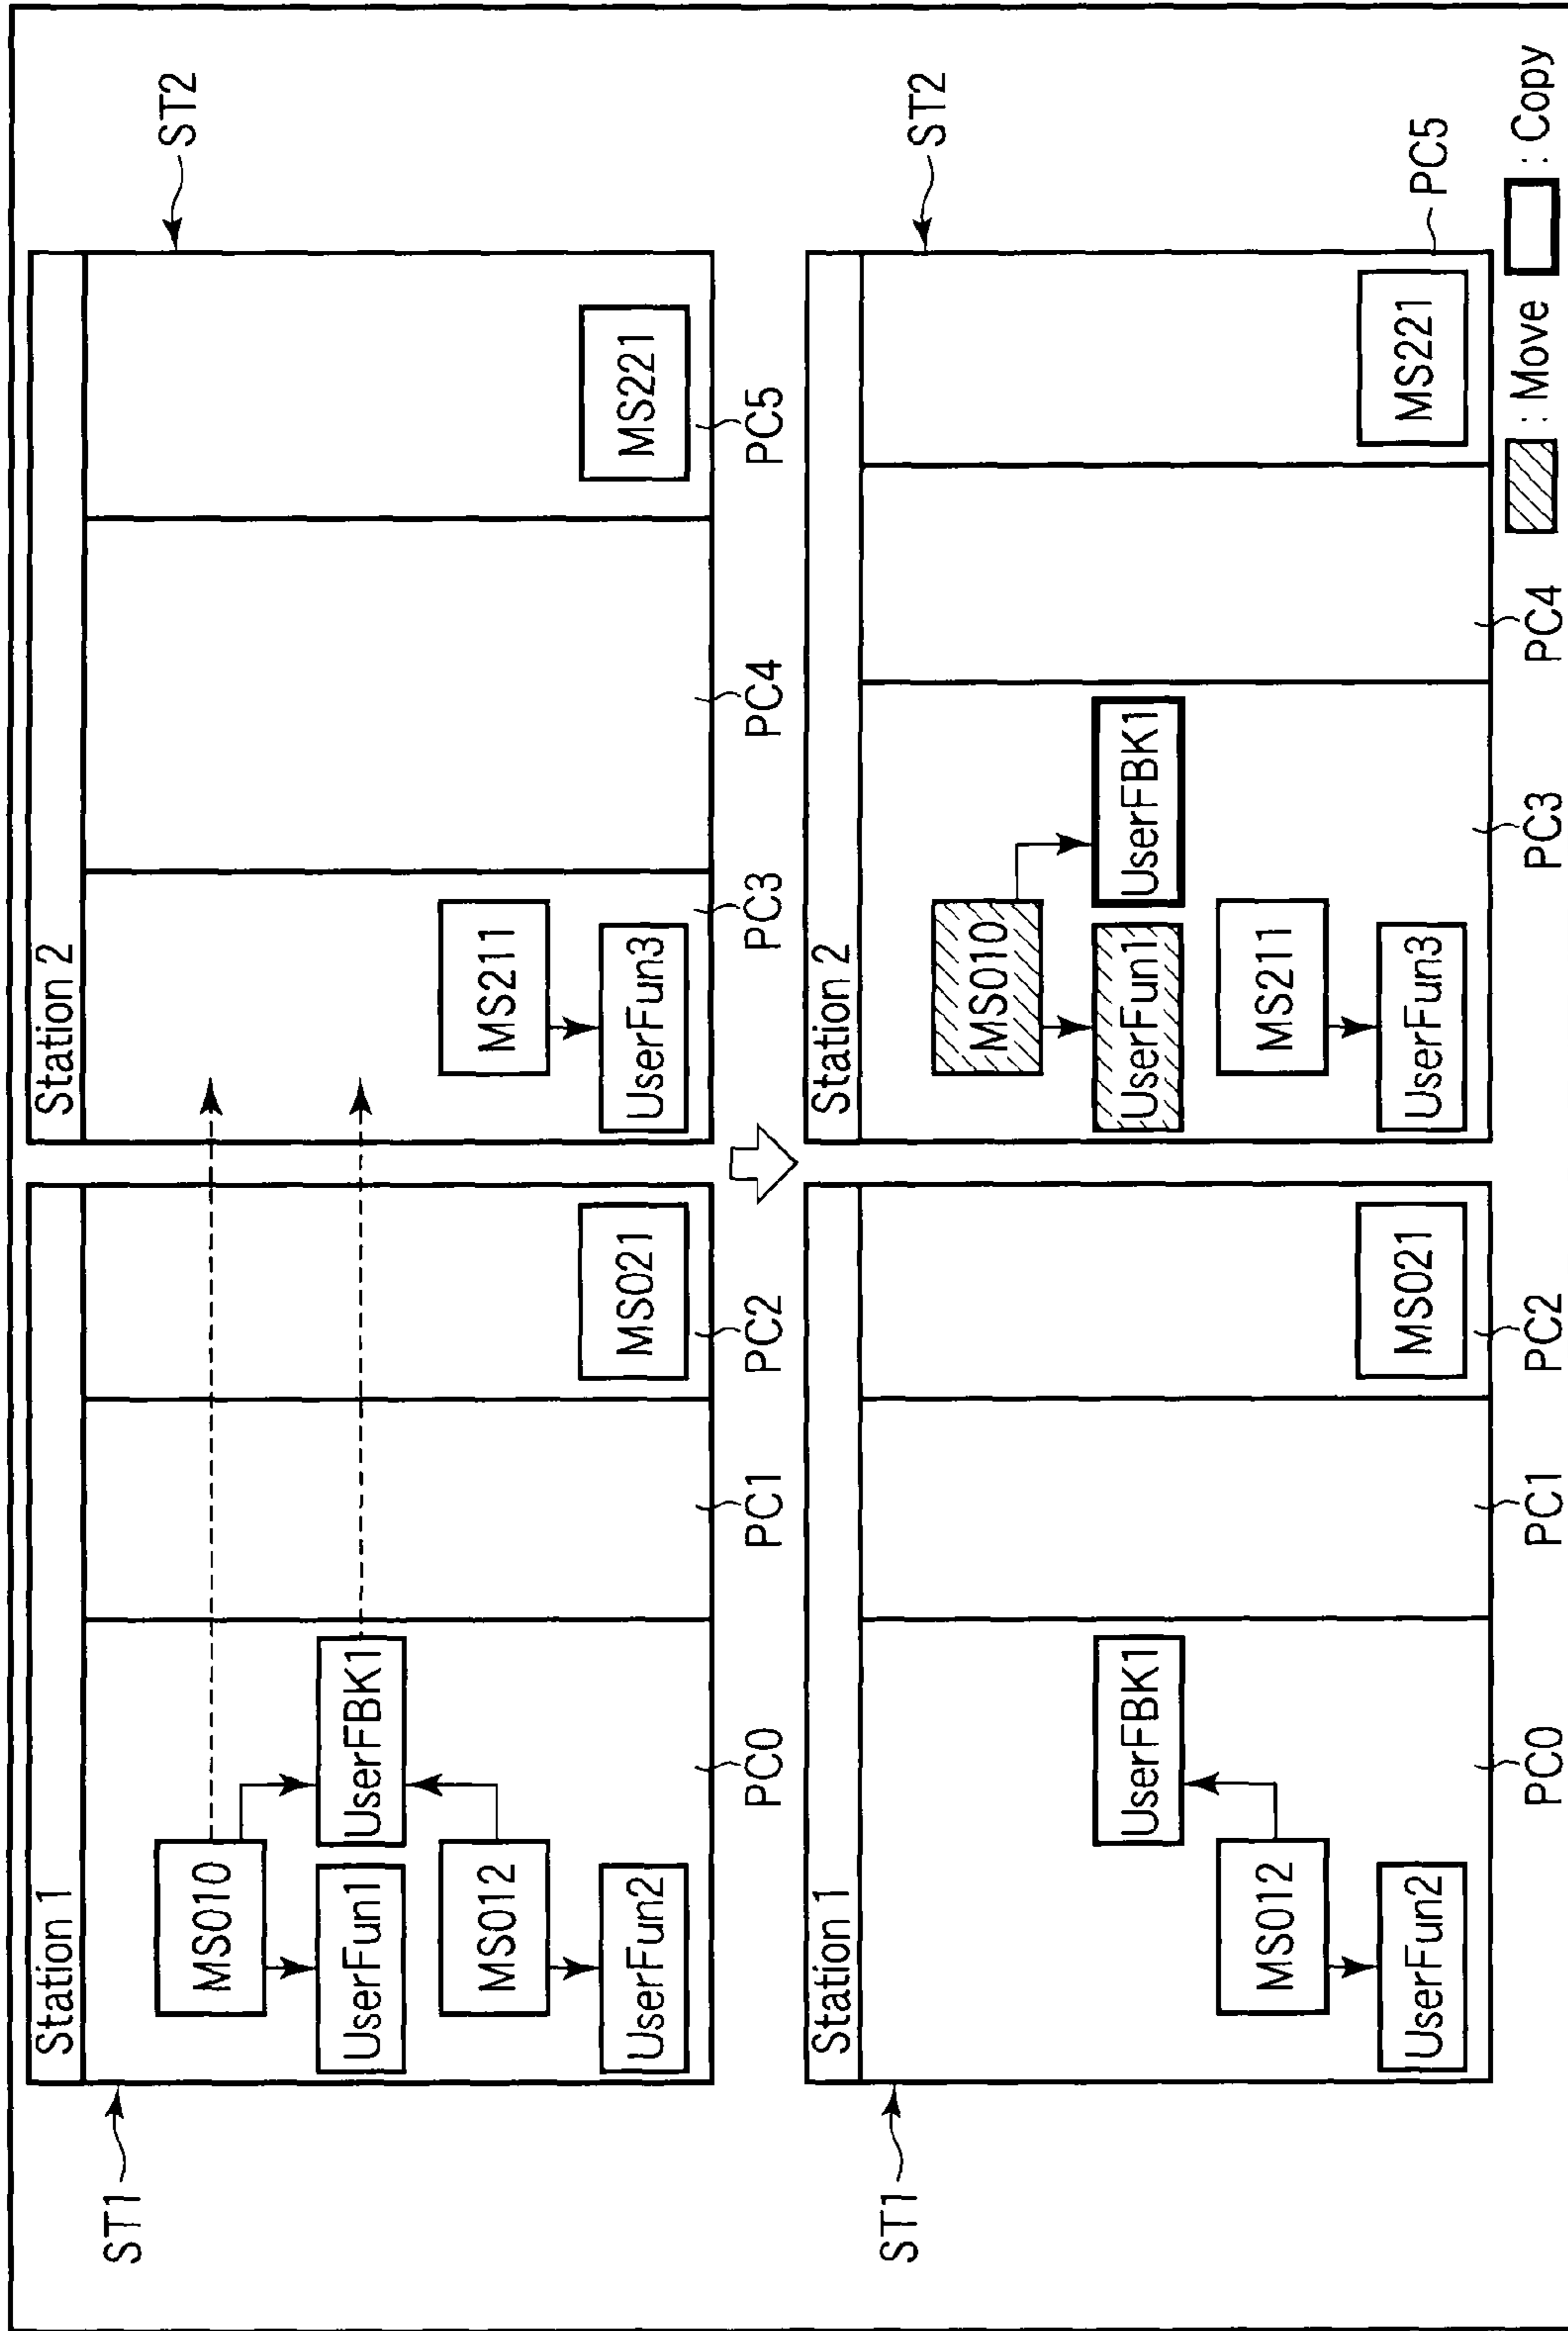 ST1
Station 1
MS010
UserFun1
UserFBK1
MS012
UserFun2
MS021
PC0
PC1
PC2
Station 2
ST2
MS211
UserFun3
MS221
PC3
PC4
PC5
ST1
Station 1
UserFBK1
MS012
UserFun2
MS021
PC0
PC1
PC2
Station 2
ST2
MS010
UserFun1
UserFBK1
MS211
UserFun3
MS221
PC3
PC4
PC5
: Move
: Copy